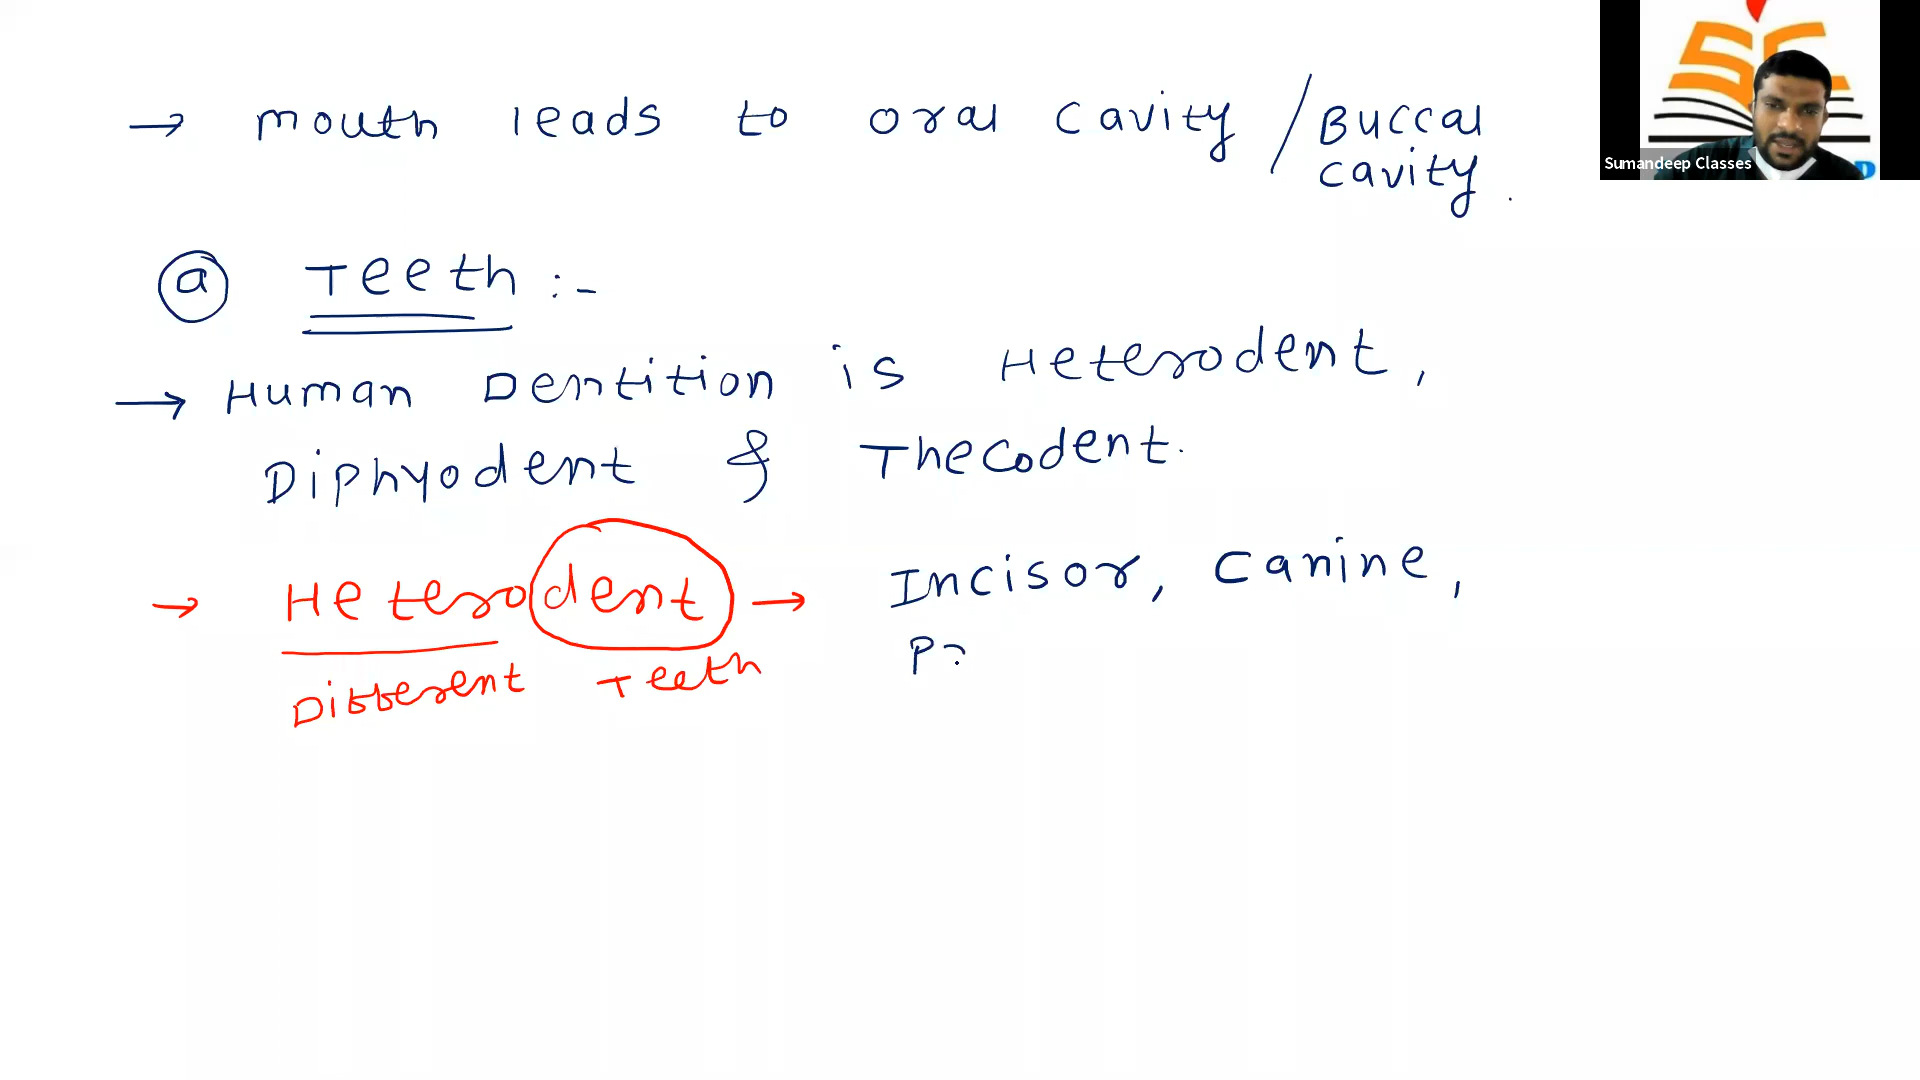 → mouth leads to oral cavity / Buccal
cavity.
ⓐ Teeth :-
→ Human Dentition is Heterodent,
Diphyodent & Thecodent.
→ Heterodent → Incisor, Canine,
Pr
Different Teeth
Sumandeep Classes